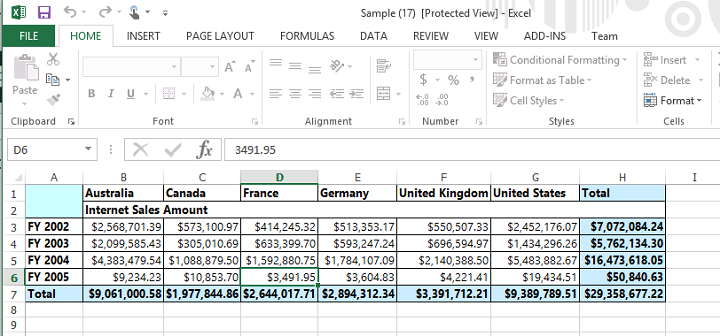 Sample (17) [Protected View] - Excel
FILE HOME INSERT PAGE LAYOUT FORMULAS DATA REVIEW VIEW ADD-INS Team
Paste
B I U A A A
$ % , .00 .0
Conditional Formatting
Format as Table
Cell Styles
Insert
Delete
Format
Clipboard Font Alignment Number Styles Cells
D6 fx 3491.95
A B C D E F G H I
1 Australia Canada France Germany United Kingdom United States Total
2 Internet Sales Amount
3 FY 2002 $2,568,701.39 $573,100.97 $414,245.32 $513,353.17 $550,507.33 $2,452,176.07 $7,072,084.24
4 FY 2003 $2,099,585.43 $305,010.69 $633,399.70 $593,247.24 $696,594.97 $1,434,296.26 $5,762,134.30
5 FY 2004 $4,383,479.54 $1,088,879.50 $1,592,880.75 $1,784,107.09 $2,140,388.50 $5,483,882.67 $16,473,618.05
6 FY 2005 $9,234.23 $10,853.70 $3,491.95 $3,604.83 $4,221.41 $19,434.51 $50,840.63
7 Total $9,061,000.58 $1,977,844.86 $2,644,017.71 $2,894,312.34 $3,391,712.21 $9,389,789.51 $29,358,677.22
8
9